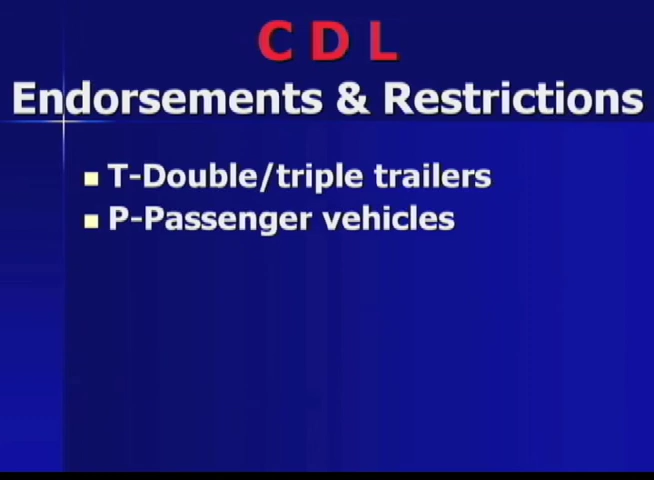 C D L
Endorsements & Restrictions
T-Double/triple trailers
P-Passenger vehicles